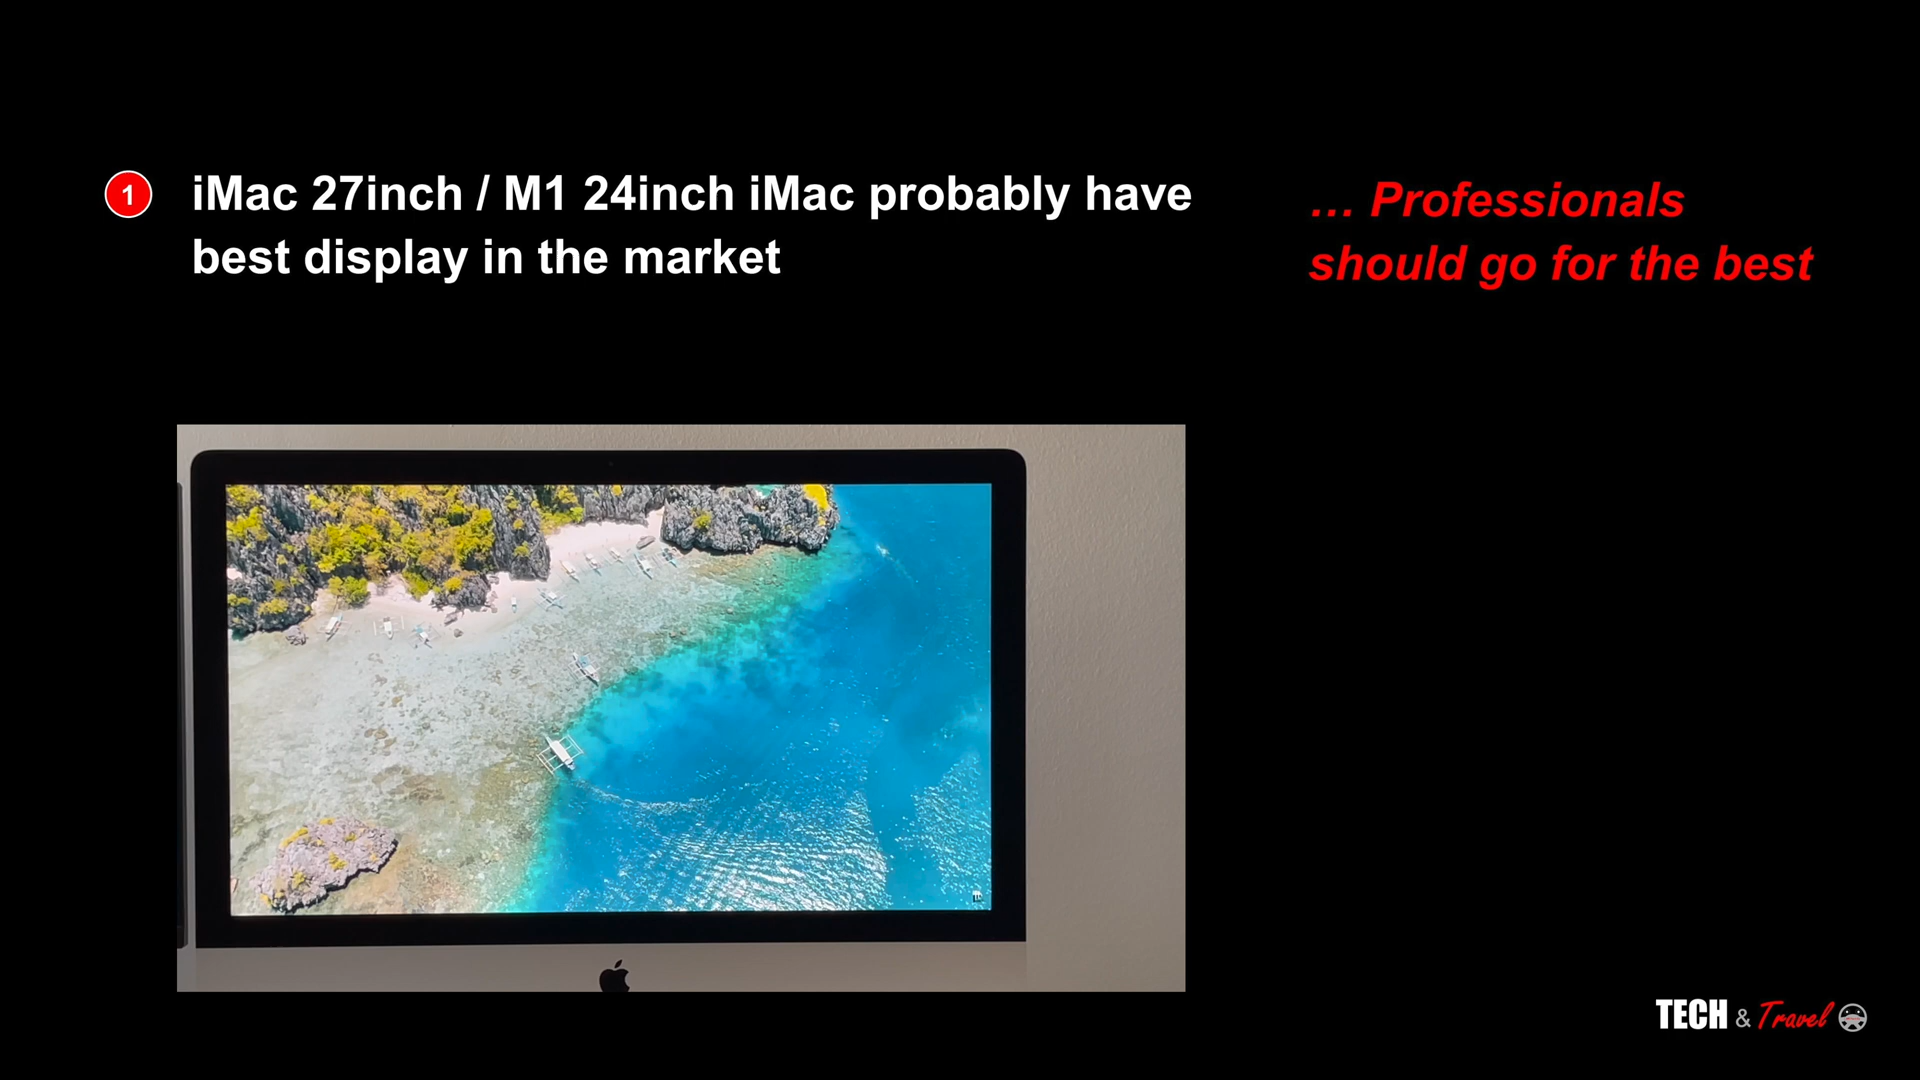 1 iMac 27inch / M1 24inch iMac probably have
best display in the market
... Professionals
should go for the best
TECH & Travel